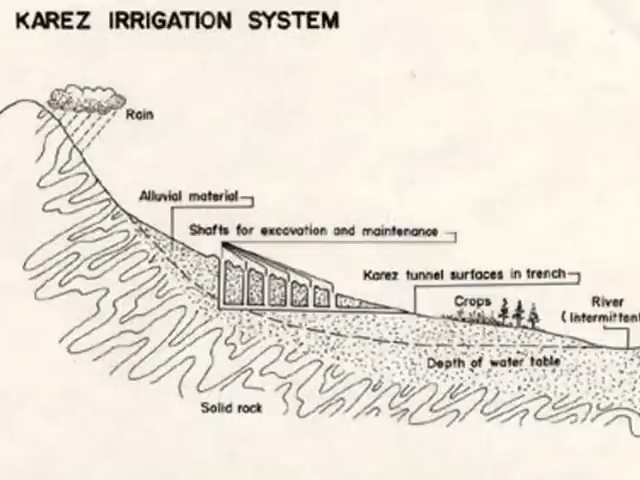 KAREZ IRRIGATION SYSTEM
Rain
Alluvial material
Shafts for excavation and maintenance
Karez tunnel surfaces in trench
Crops
River
(Intermittent
Depth of water table
Solid rock